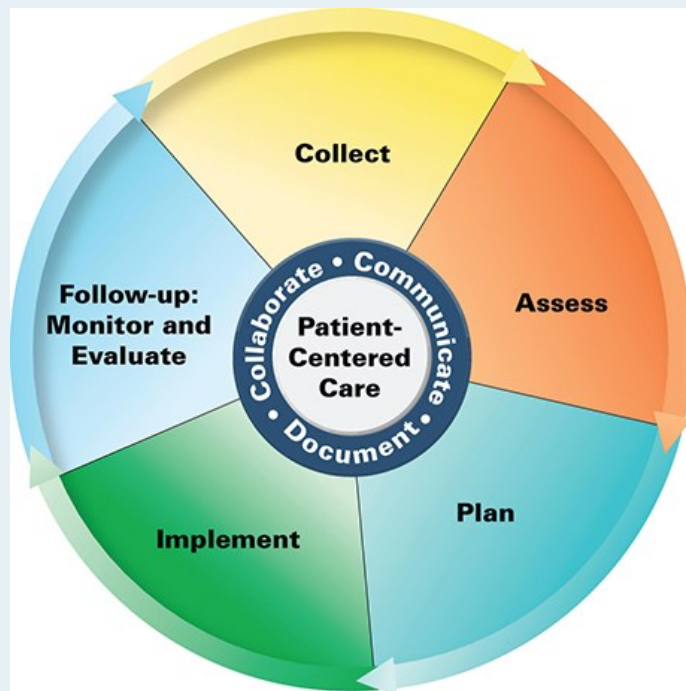 Collect
Assess
Plan
Implement
Follow-up:
Monitor and
Evaluate
Collaborate • Communicate • Document •
Patient-
Centered
Care